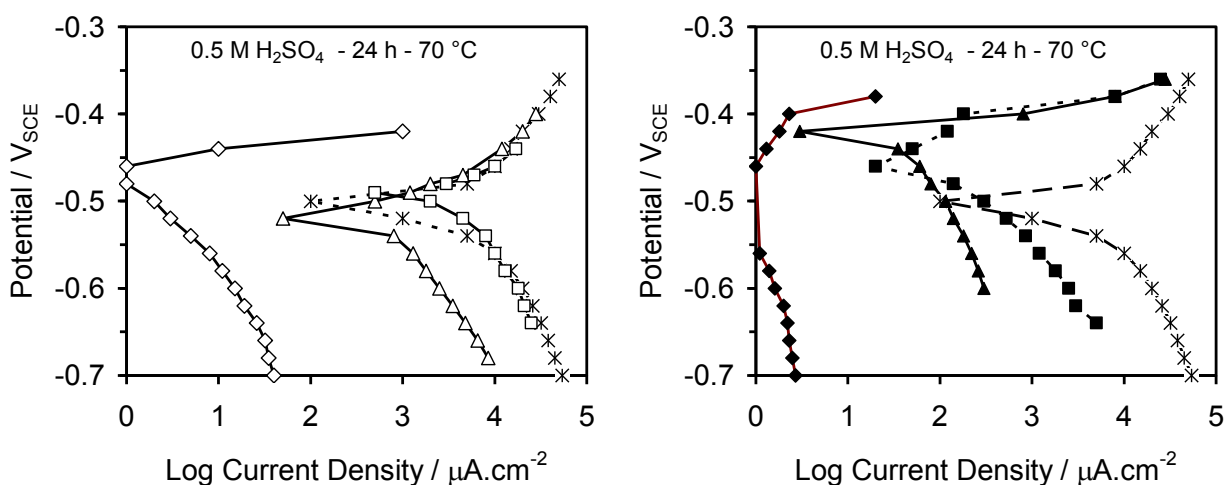 0.5 M H₂SO₄ - 24 h - 70 °C
Potential / V_SCE
-0.3
-0.4
-0.5
-0.6
-0.7
0 1 2 3 4 5
Log Current Density / μA.cm⁻²
0.5 M H₂SO₄ - 24 h - 70 °C
Potential / V_SCE
-0.3
-0.4
-0.5
-0.6
-0.7
0 1 2 3 4 5
Log Current Density / μA.cm⁻²